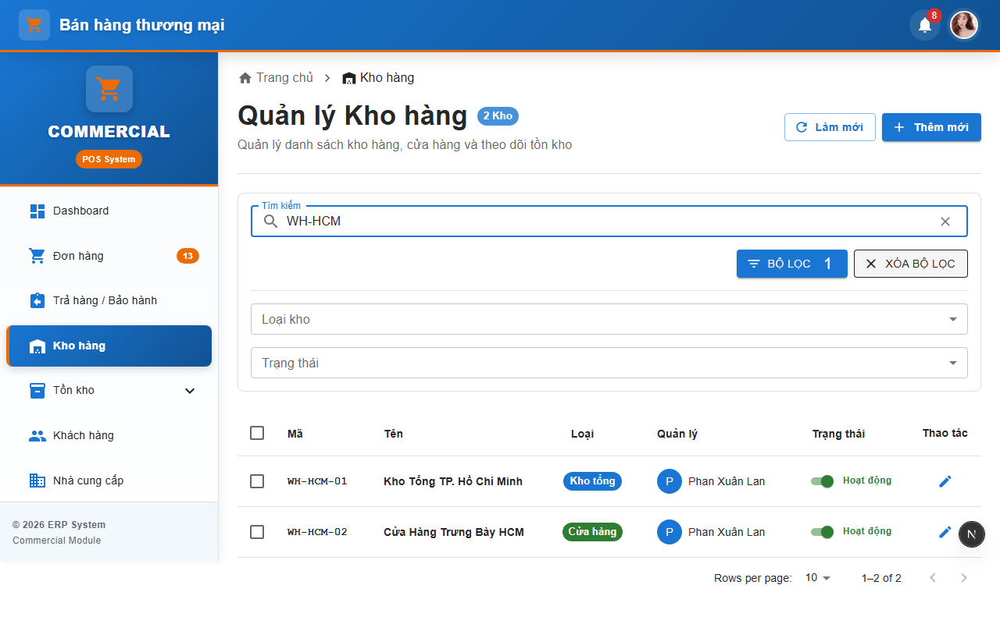 Bán hàng thương mại
8
COMMERCIAL
POS System
Dashboard
Đơn hàng
13
Trả hàng / Bảo hành
Kho hàng
Tồn kho
Khách hàng
Nhà cung cấp
© 2026 ERP System
Commercial Module
Trang chủ
Kho hàng
Quản lý Kho hàng
2 Kho
Quản lý danh sách kho hàng, cửa hàng và theo dõi tồn kho
Làm mới
Thêm mới
Tìm kiếm
WH-HCM
BỘ LỌC 1
XÓA BỘ LỌC
Loại kho
Trạng thái
Mã Tên Loại Quản lý Trạng thái Thao tác
WH-HCM-01 Kho Tổng TP. Hồ Chí Minh Kho tổng P Phan Xuân Lan Hoạt động
WH-HCM-02 Cửa Hàng Trưng Bày HCM Cửa hàng P Phan Xuân Lan Hoạt động
N
Rows per page: 10 1–2 of 2